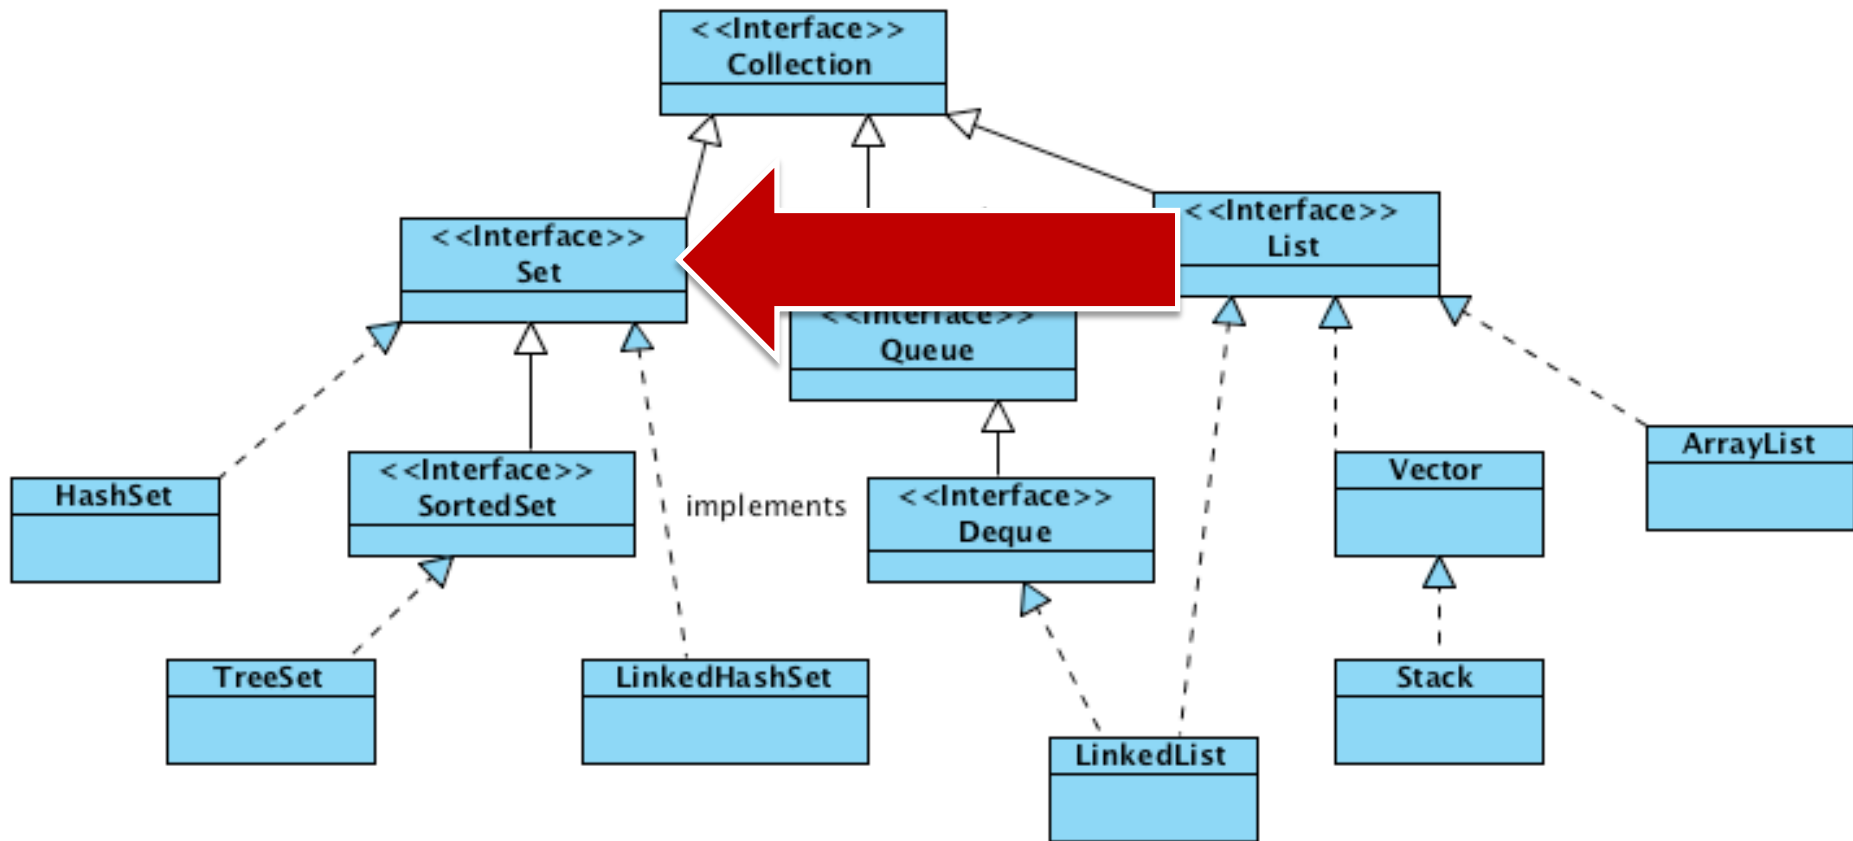 <<Interface>>
Collection
<<Interface>>
Set
<<Interface>>
List
<<Interface>>
Queue
HashSet
<<Interface>>
SortedSet
implements
<<Interface>>
Deque
Vector
ArrayList
TreeSet
LinkedHashSet
LinkedList
Stack